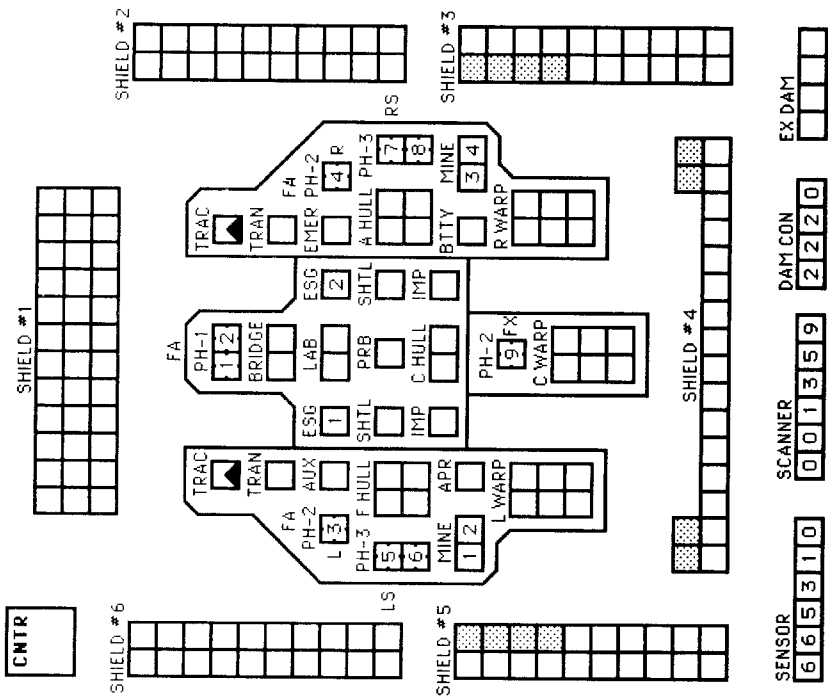 CNTR
SHIELD #1
SHIELD #2
SHIELD #6
SHIELD #3
SHIELD #5
SHIELD #4
RS
LS
TRAC
TRAN
AUX
FA
PH-2
L 3
F HULL
PH-3
5
6
MINE
1 2
APR
L WARP
FA
PH-1
1 2
BRIDGE
ESG
1
LAB
ESG
2
SHTL
PRB
SHTL
IMP
C HULL
IMP
PH-2
9 FX
C WARP
TRAC
TRAN
EMER
FA
PH-2
4 R
A HULL
PH-3
7
8
BTTY
MINE
3 4
R WARP
SENSOR
6 6 5 3 1 0
SCANNER
0 0 1 3 5 9
DAM CON
2 2 2 0
EX DAM